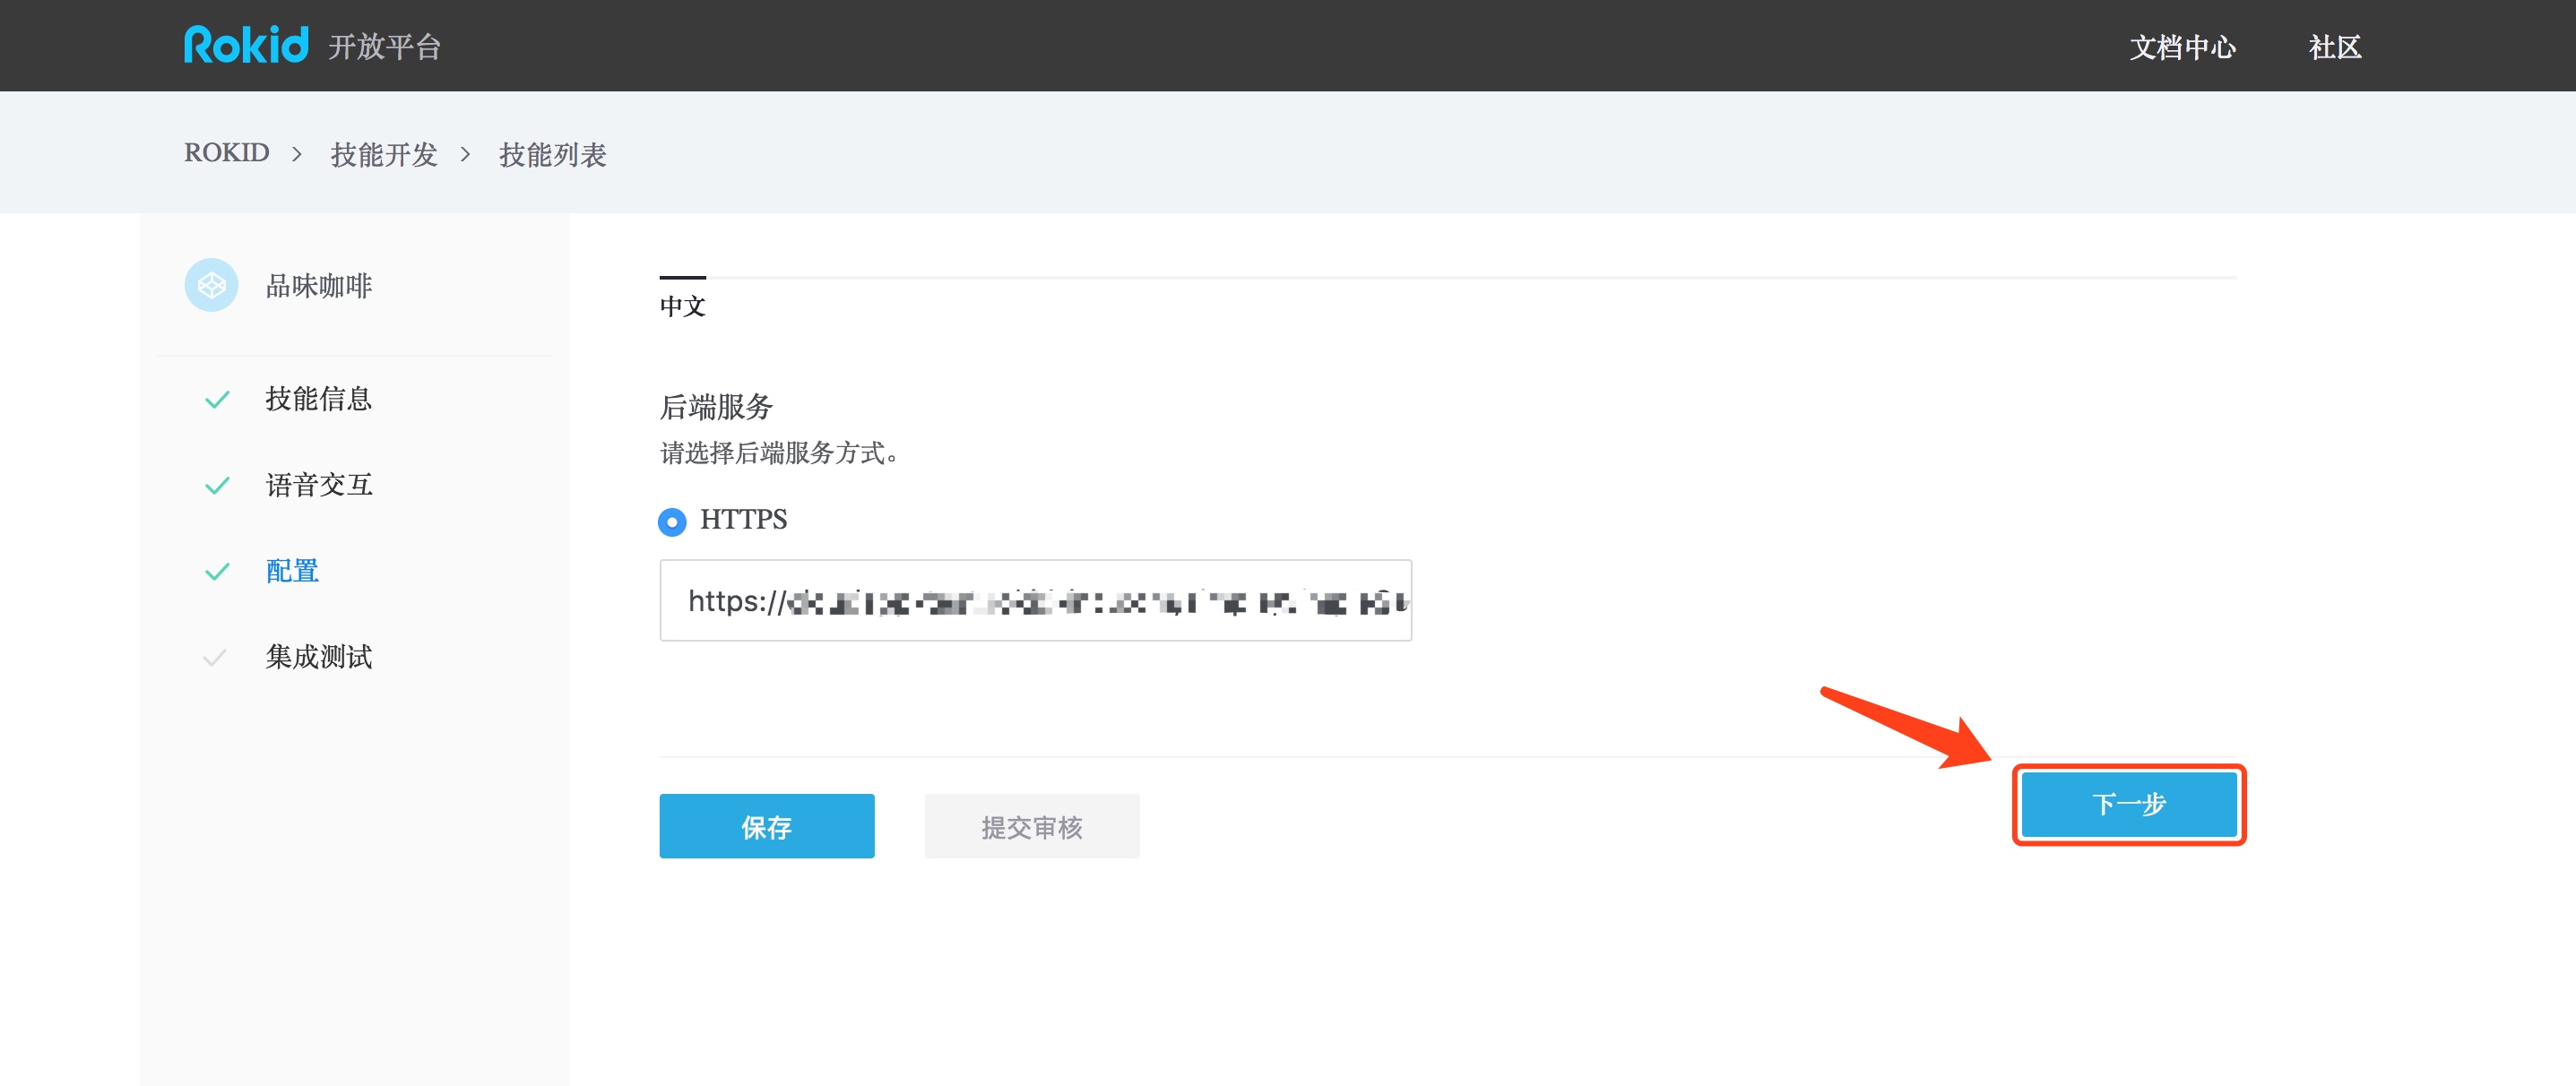 Rokid 开放平台
文档中心 社区
ROKID > 技能开发 > 技能列表
品味咖啡
技能信息
语音交互
配置
集成测试
中文
后端服务
请选择后端服务方式。
HTTPS
https://
保存 提交审核
下一步